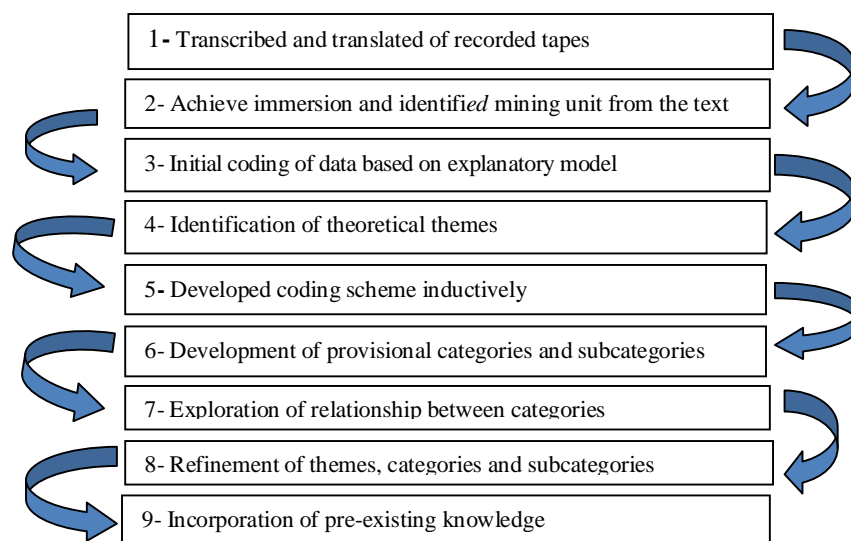 1- Transcribed and translated of recorded tapes
2- Achieve immersion and identified mining unit from the text
3- Initial coding of data based on explanatory model
4- Identification of theoretical themes
5- Developed coding scheme inductively
6- Development of provisional categories and subcategories
7- Exploration of relationship between categories
8- Refinement of themes, categories and subcategories
9- Incorporation of pre-existing knowledge